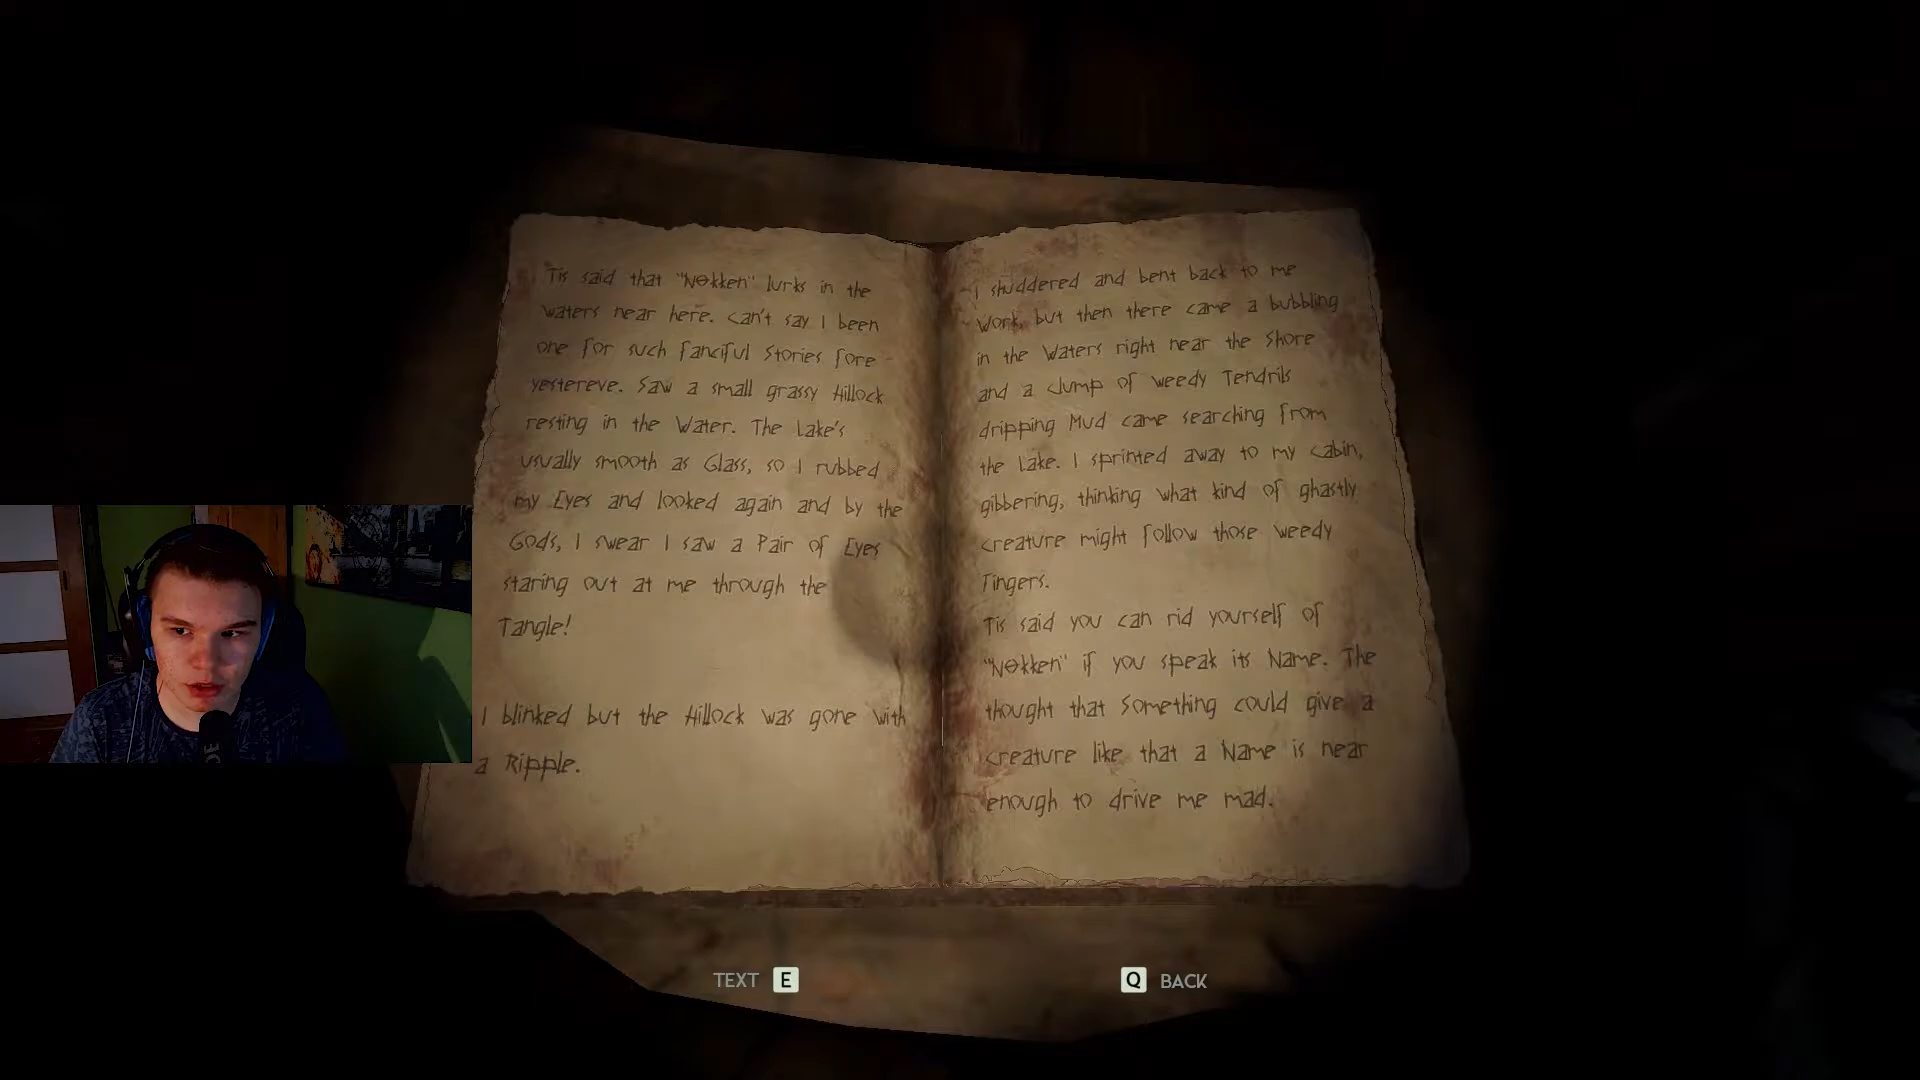 Tis said that "Nøkken" lurks in the
Waters near here. Can't say I been
one for such fanciful Stories fore
yestereve. Saw a small grassy Hillock
resting in the Water. The Lake's
usually smooth as Glass, so I rubbed
my Eyes and looked again and by the
Gods, I swear I saw a Pair of Eyes
staring out at me through the
Tangle!
I blinked but the Hillock was gone with
a Ripple.
I shuddered and bent back to me
Work, but then there came a bubbling
in the Waters right near the Shore
and a clump of weedy Tendrils
dripping Mud came searching from
the Lake. I sprinted away to my Cabin,
gibbering, thinking what kind of ghastly
creature might follow those weedy
Fingers.
Tis said you can rid yourself of
"Nøkken" if you speak its Name. The
thought that Something could give a
creature like that a Name is near
enough to drive me mad.
TEXT E
Q BACK